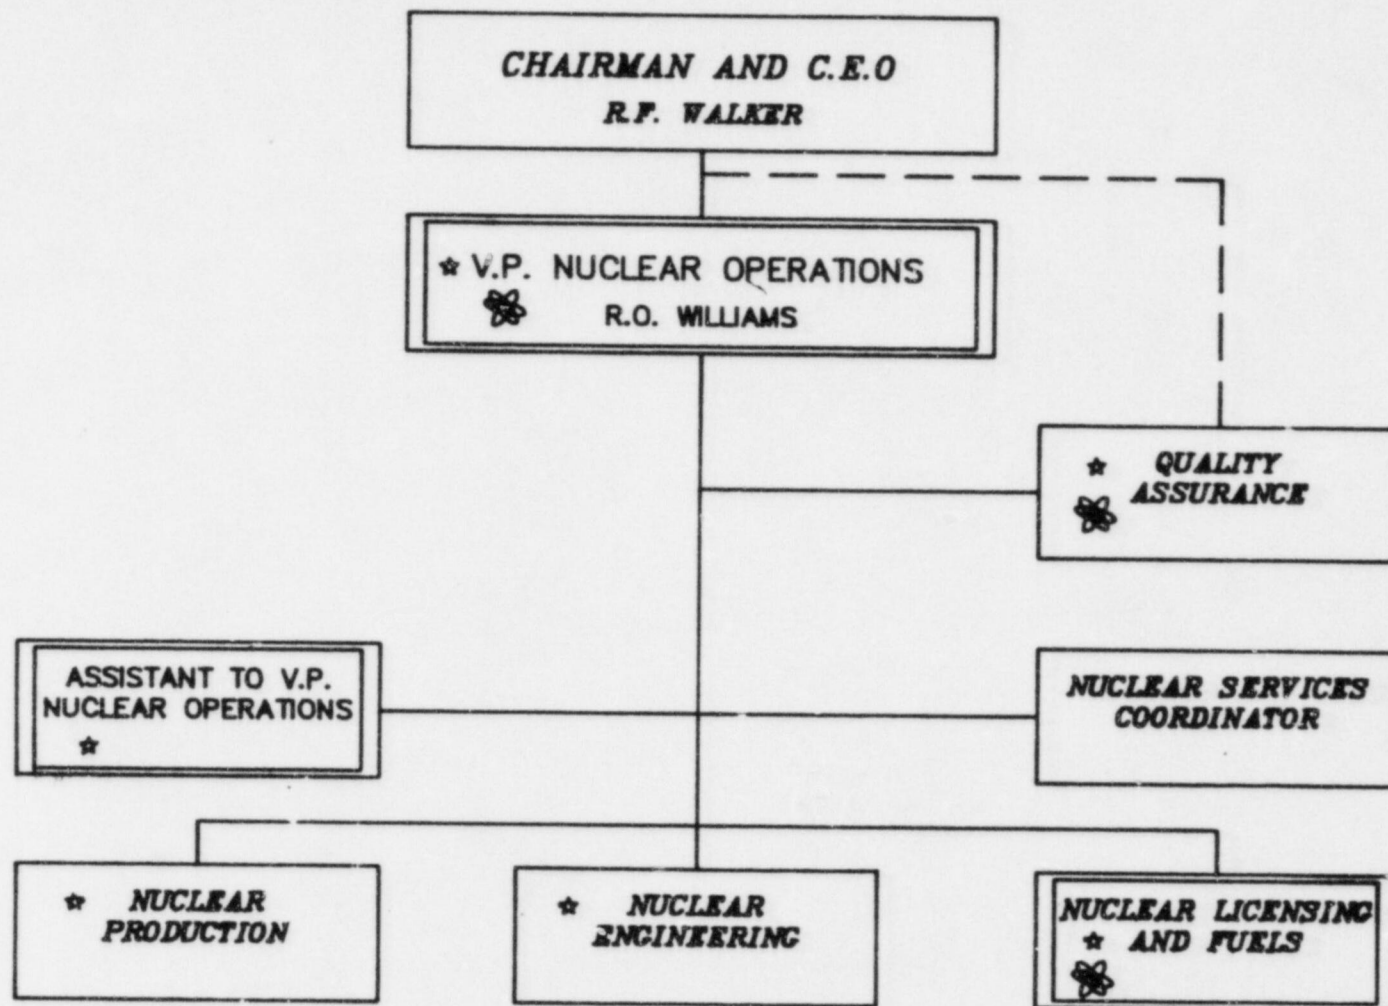 CHAIRMAN AND C.E.O
R.F. WALKER
V.P. NUCLEAR OPERATIONS
R.O. WILLIAMS
QUALITY
ASSURANCE
ASSISTANT TO V.P.
NUCLEAR OPERATIONS
NUCLEAR SERVICES
COORDINATOR
NUCLEAR
PRODUCTION
NUCLEAR
ENGINEERING
NUCLEAR LICENSING
AND FUELS